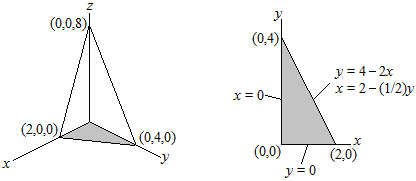 z
(0,0,8)
(2,0,0)
(0,4,0)
x
y
y
(0,4)
y = 4 – 2x
x = 2 – (1/2)y
x = 0
x
(0,0)
(2,0)
y = 0